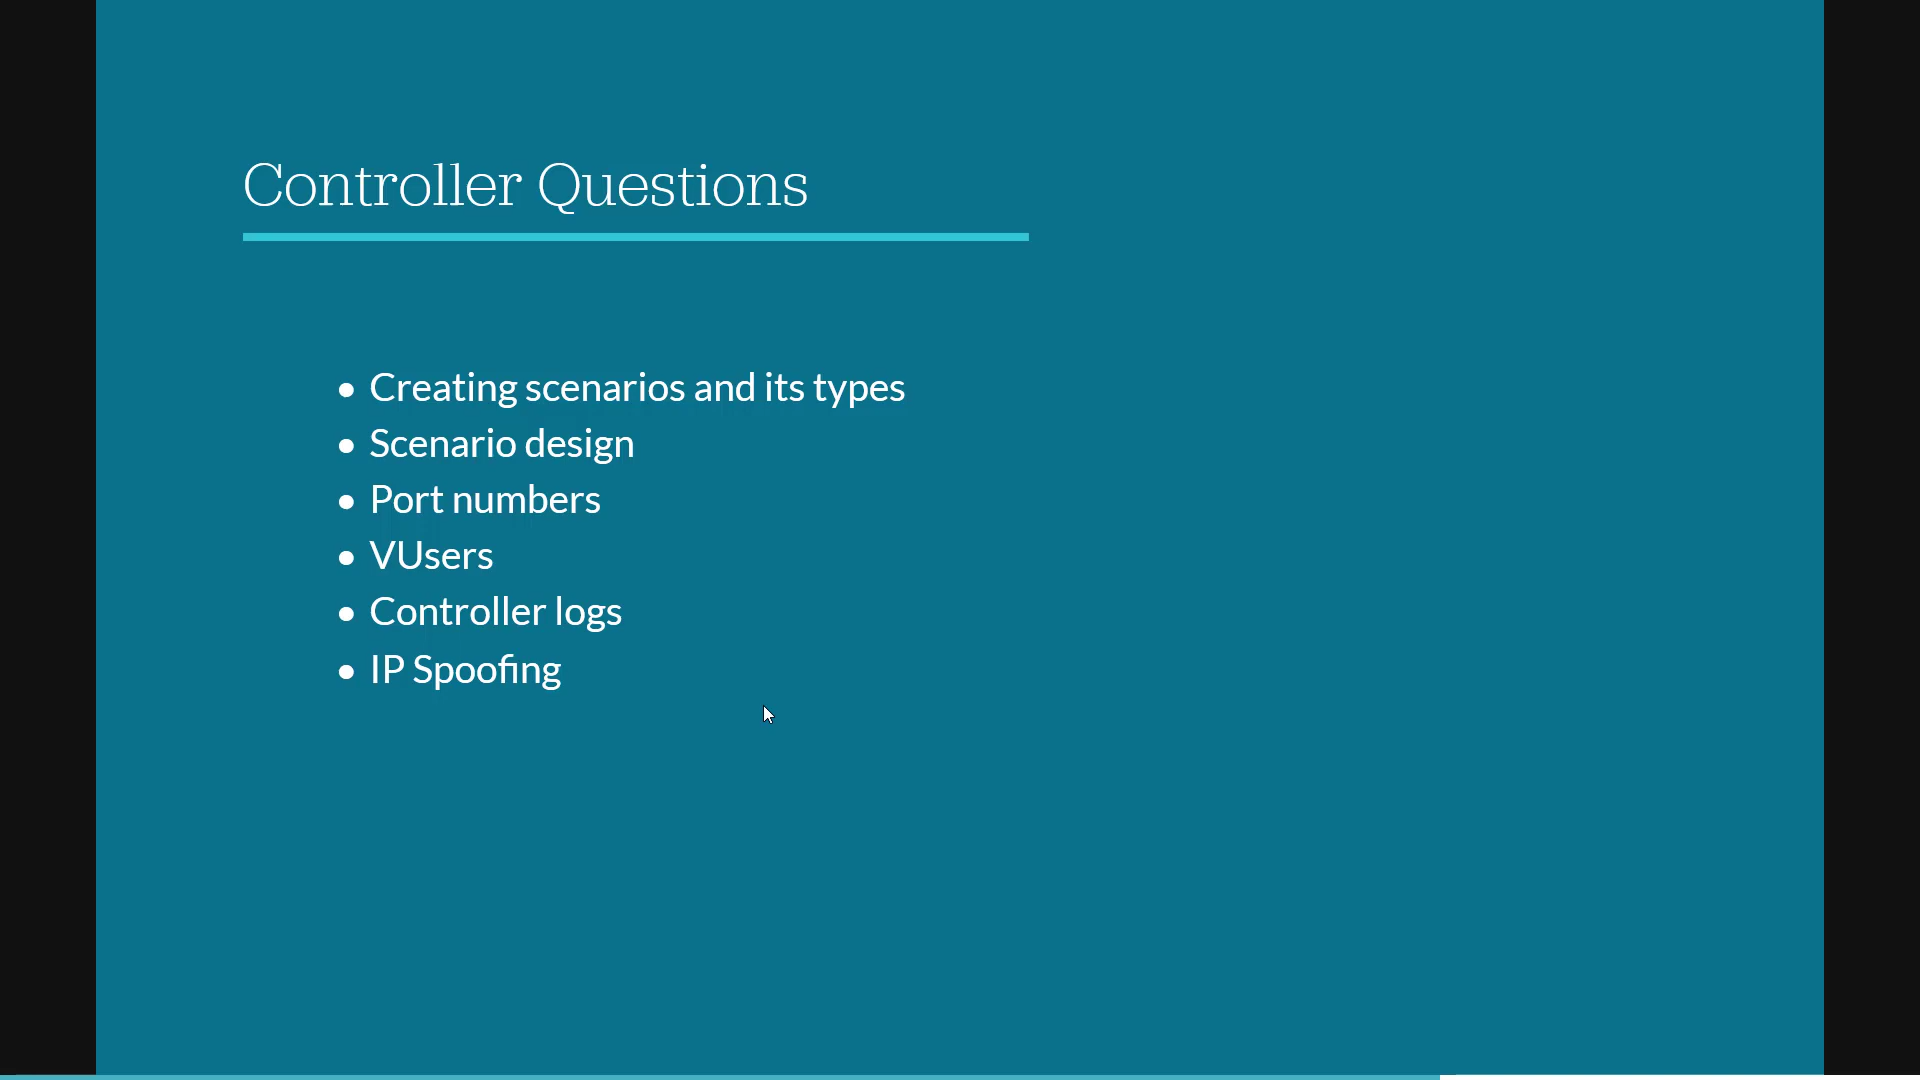 Controller Questions
● Creating scenarios and its types
● Scenario design
● Port numbers
● VUsers
● Controller logs
● IP Spoofing